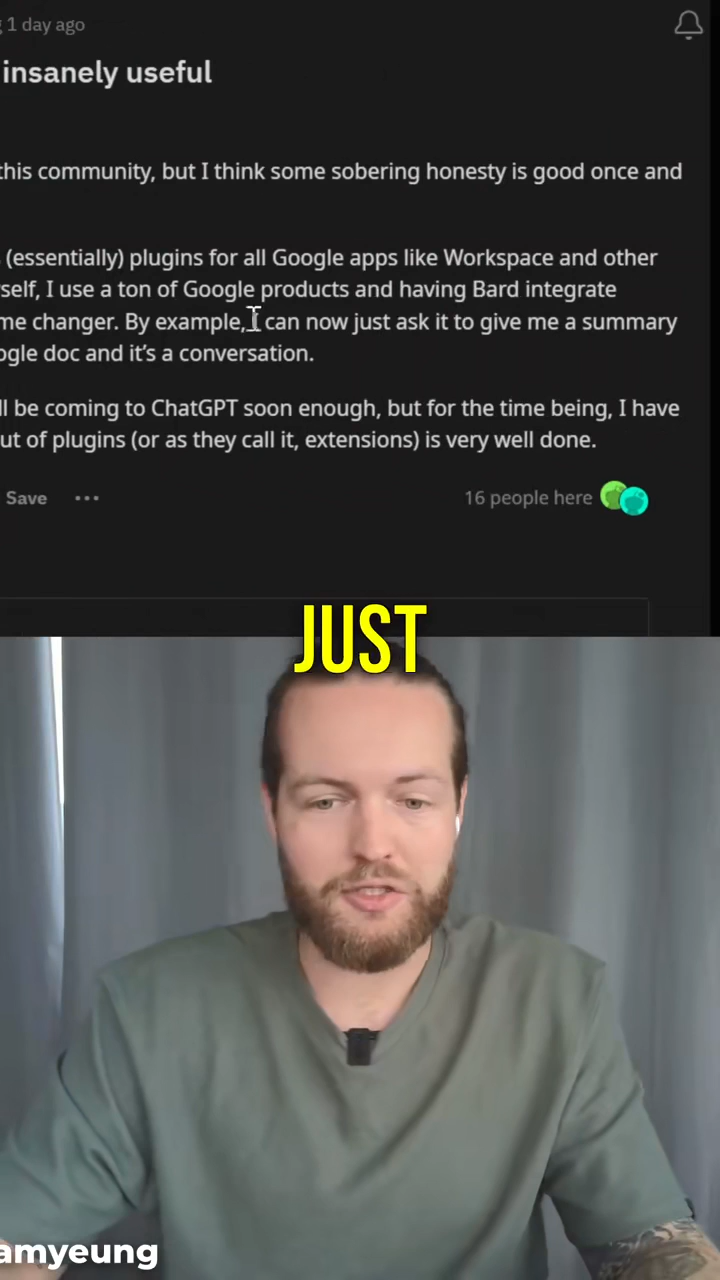 1 day ago
insanely useful
this community, but I think some sobering honesty is good once and
(essentially) plugins for all Google apps like Workspace and other
self, I use a ton of Google products and having Bard integrate
me changer. By example, I can now just ask it to give me a summary
ogle doc and it's a conversation.
ll be coming to ChatGPT soon enough, but for the time being, I have
ut of plugins (or as they call it, extensions) is very well done.
Save
16 people here
JUST
amyeung